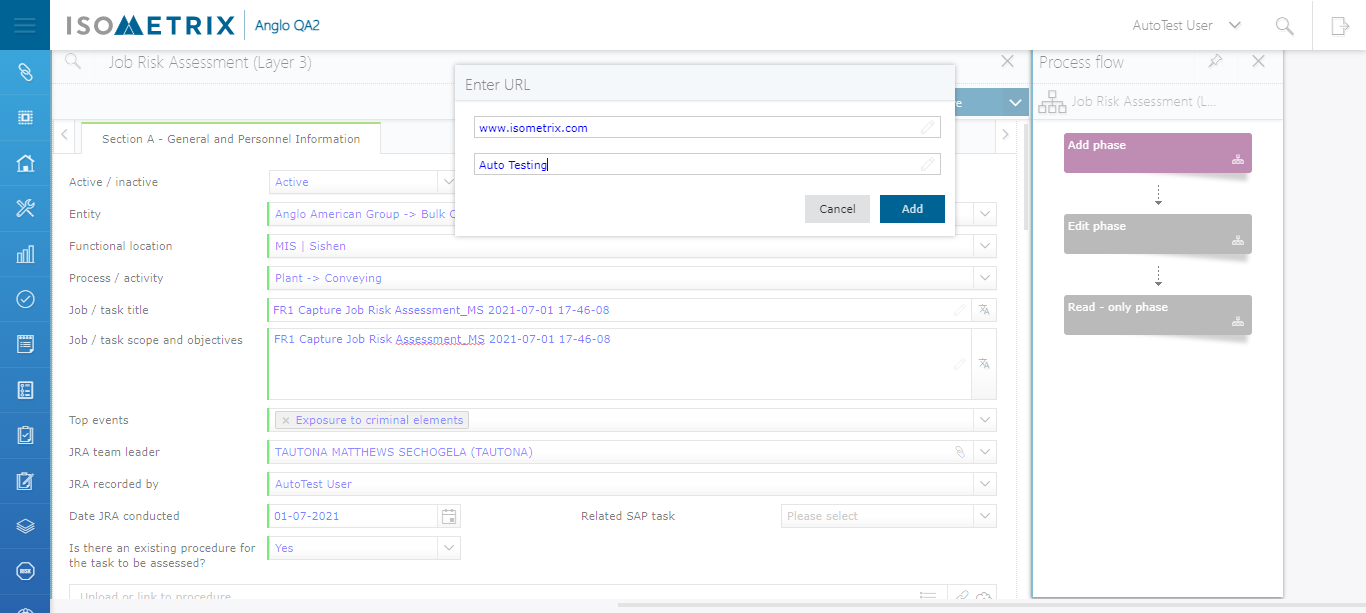 ISOMETRIX Anglo QA2
AutoTest User
Job Risk Assessment (Layer 3)
Process flow
Enter URL
www.isometrix.com
Auto Testing
Cancel
Add
Job Risk Assessment (L...
Add phase
Edit phase
Read - only phase
Section A - General and Personnel Information
Active / inactive
Active
Entity
Anglo American Group -> Bulk
Functional location
MIS | Sishen
Process / activity
Plant -> Conveying
Job / task title
FR1 Capture Job Risk Assessment_MS 2021-07-01 17-46-08
Job / task scope and objectives
FR1 Capture Job Risk Assessment_MS 2021-07-01 17-46-08
Top events
× Exposure to criminal elements
JRA team leader
TAUTONA MATTHEWS SECHOGELA (TAUTONA)
JRA recorded by
AutoTest User
Date JRA conducted
01-07-2021
Related SAP task
Please select
Is there an existing procedure for
the task to be assessed?
Yes
Upload or link to procedure